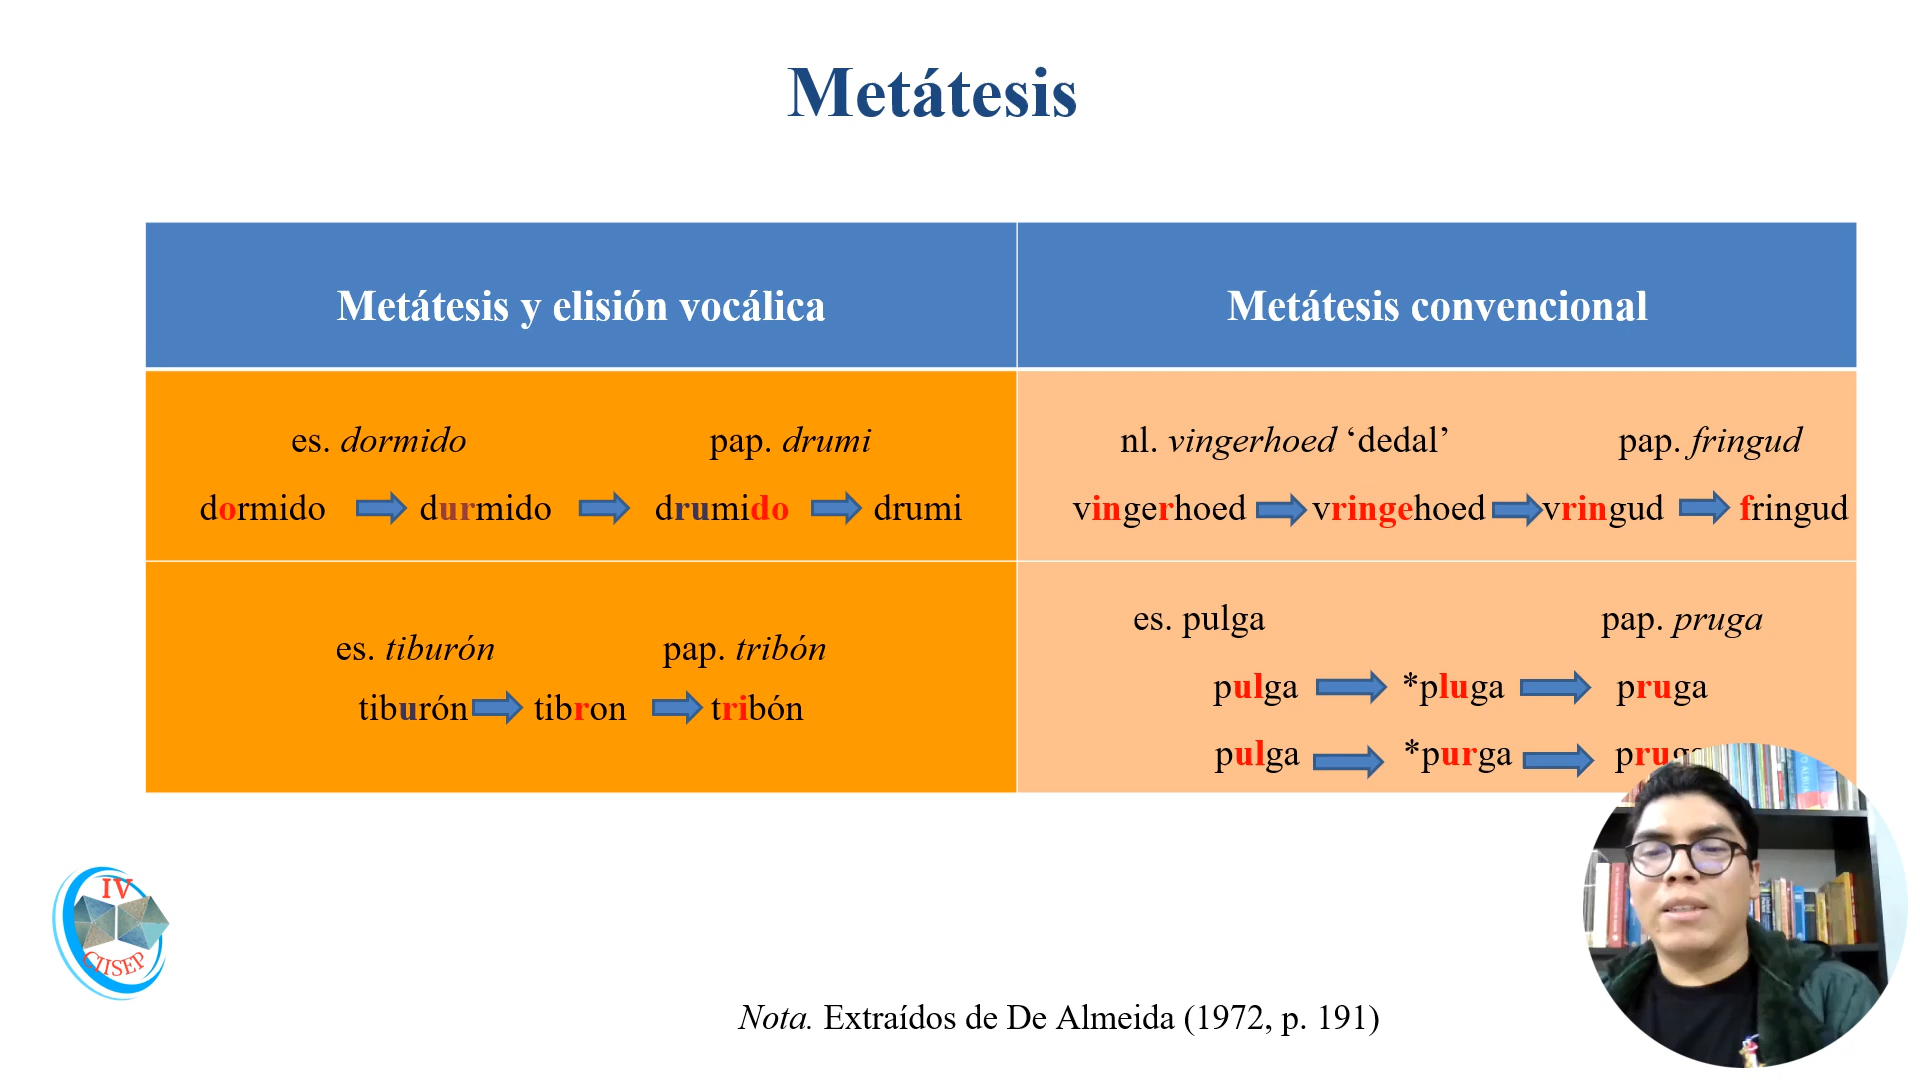 Metátesis
Metátesis y elisión vocálica
Metátesis convencional
es. dormido pap. drumi
dormido durmido drumido drumi
nl. vingerhoed ‘dedal’ pap. fringud
vingerhoed vringehoed vringud fringud
es. tiburón pap. tribón
tiburón tibron tribón
es. pulga pap. pruga
pulga *pluga pruga
pulga *purga pruga
IV
CIISEP
Nota. Extraídos de De Almeida (1972, p. 191)